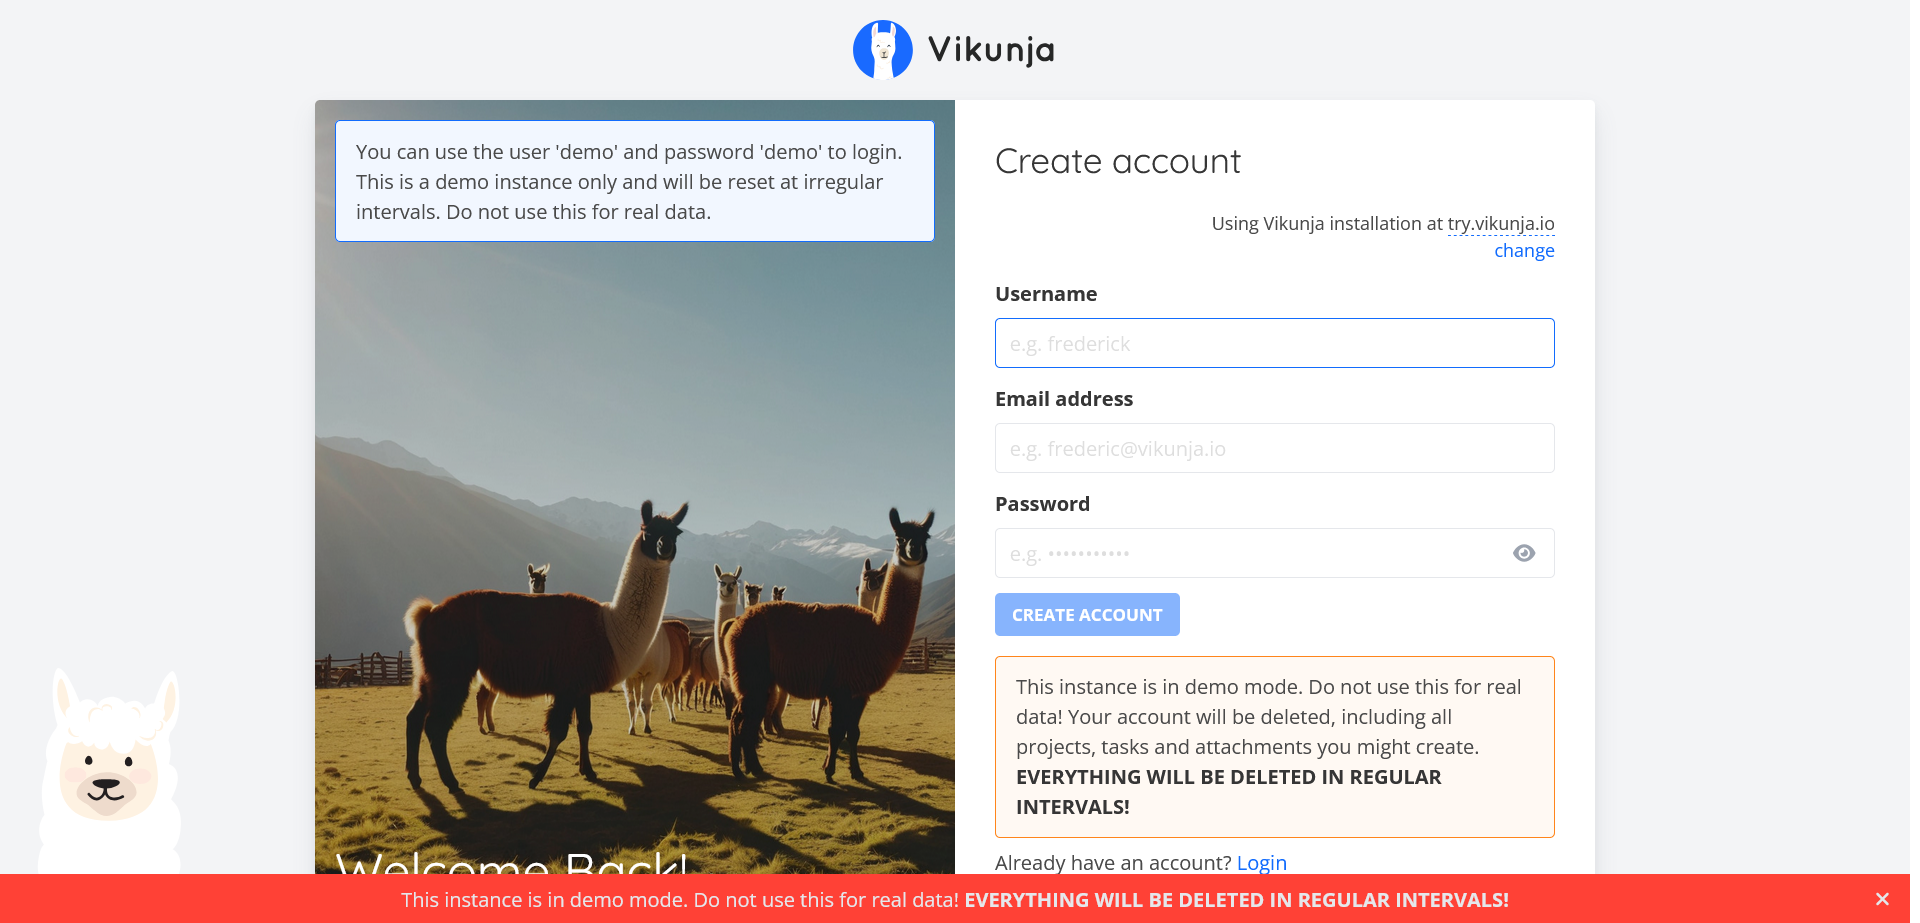 Vikunja
You can use the user 'demo' and password 'demo' to login.
This is a demo instance only and will be reset at irregular
intervals. Do not use this for real data.
Welcome Back!
Create account
Using Vikunja installation at try.vikunja.io
change
Username
e.g. frederick
Email address
e.g. frederic@vikunja.io
Password
e.g. •••••••••••
CREATE ACCOUNT
This instance is in demo mode. Do not use this for real
data! Your account will be deleted, including all
projects, tasks and attachments you might create.
EVERYTHING WILL BE DELETED IN REGULAR
INTERVALS!
Already have an account? Login
This instance is in demo mode. Do not use this for real data! EVERYTHING WILL BE DELETED IN REGULAR INTERVALS!